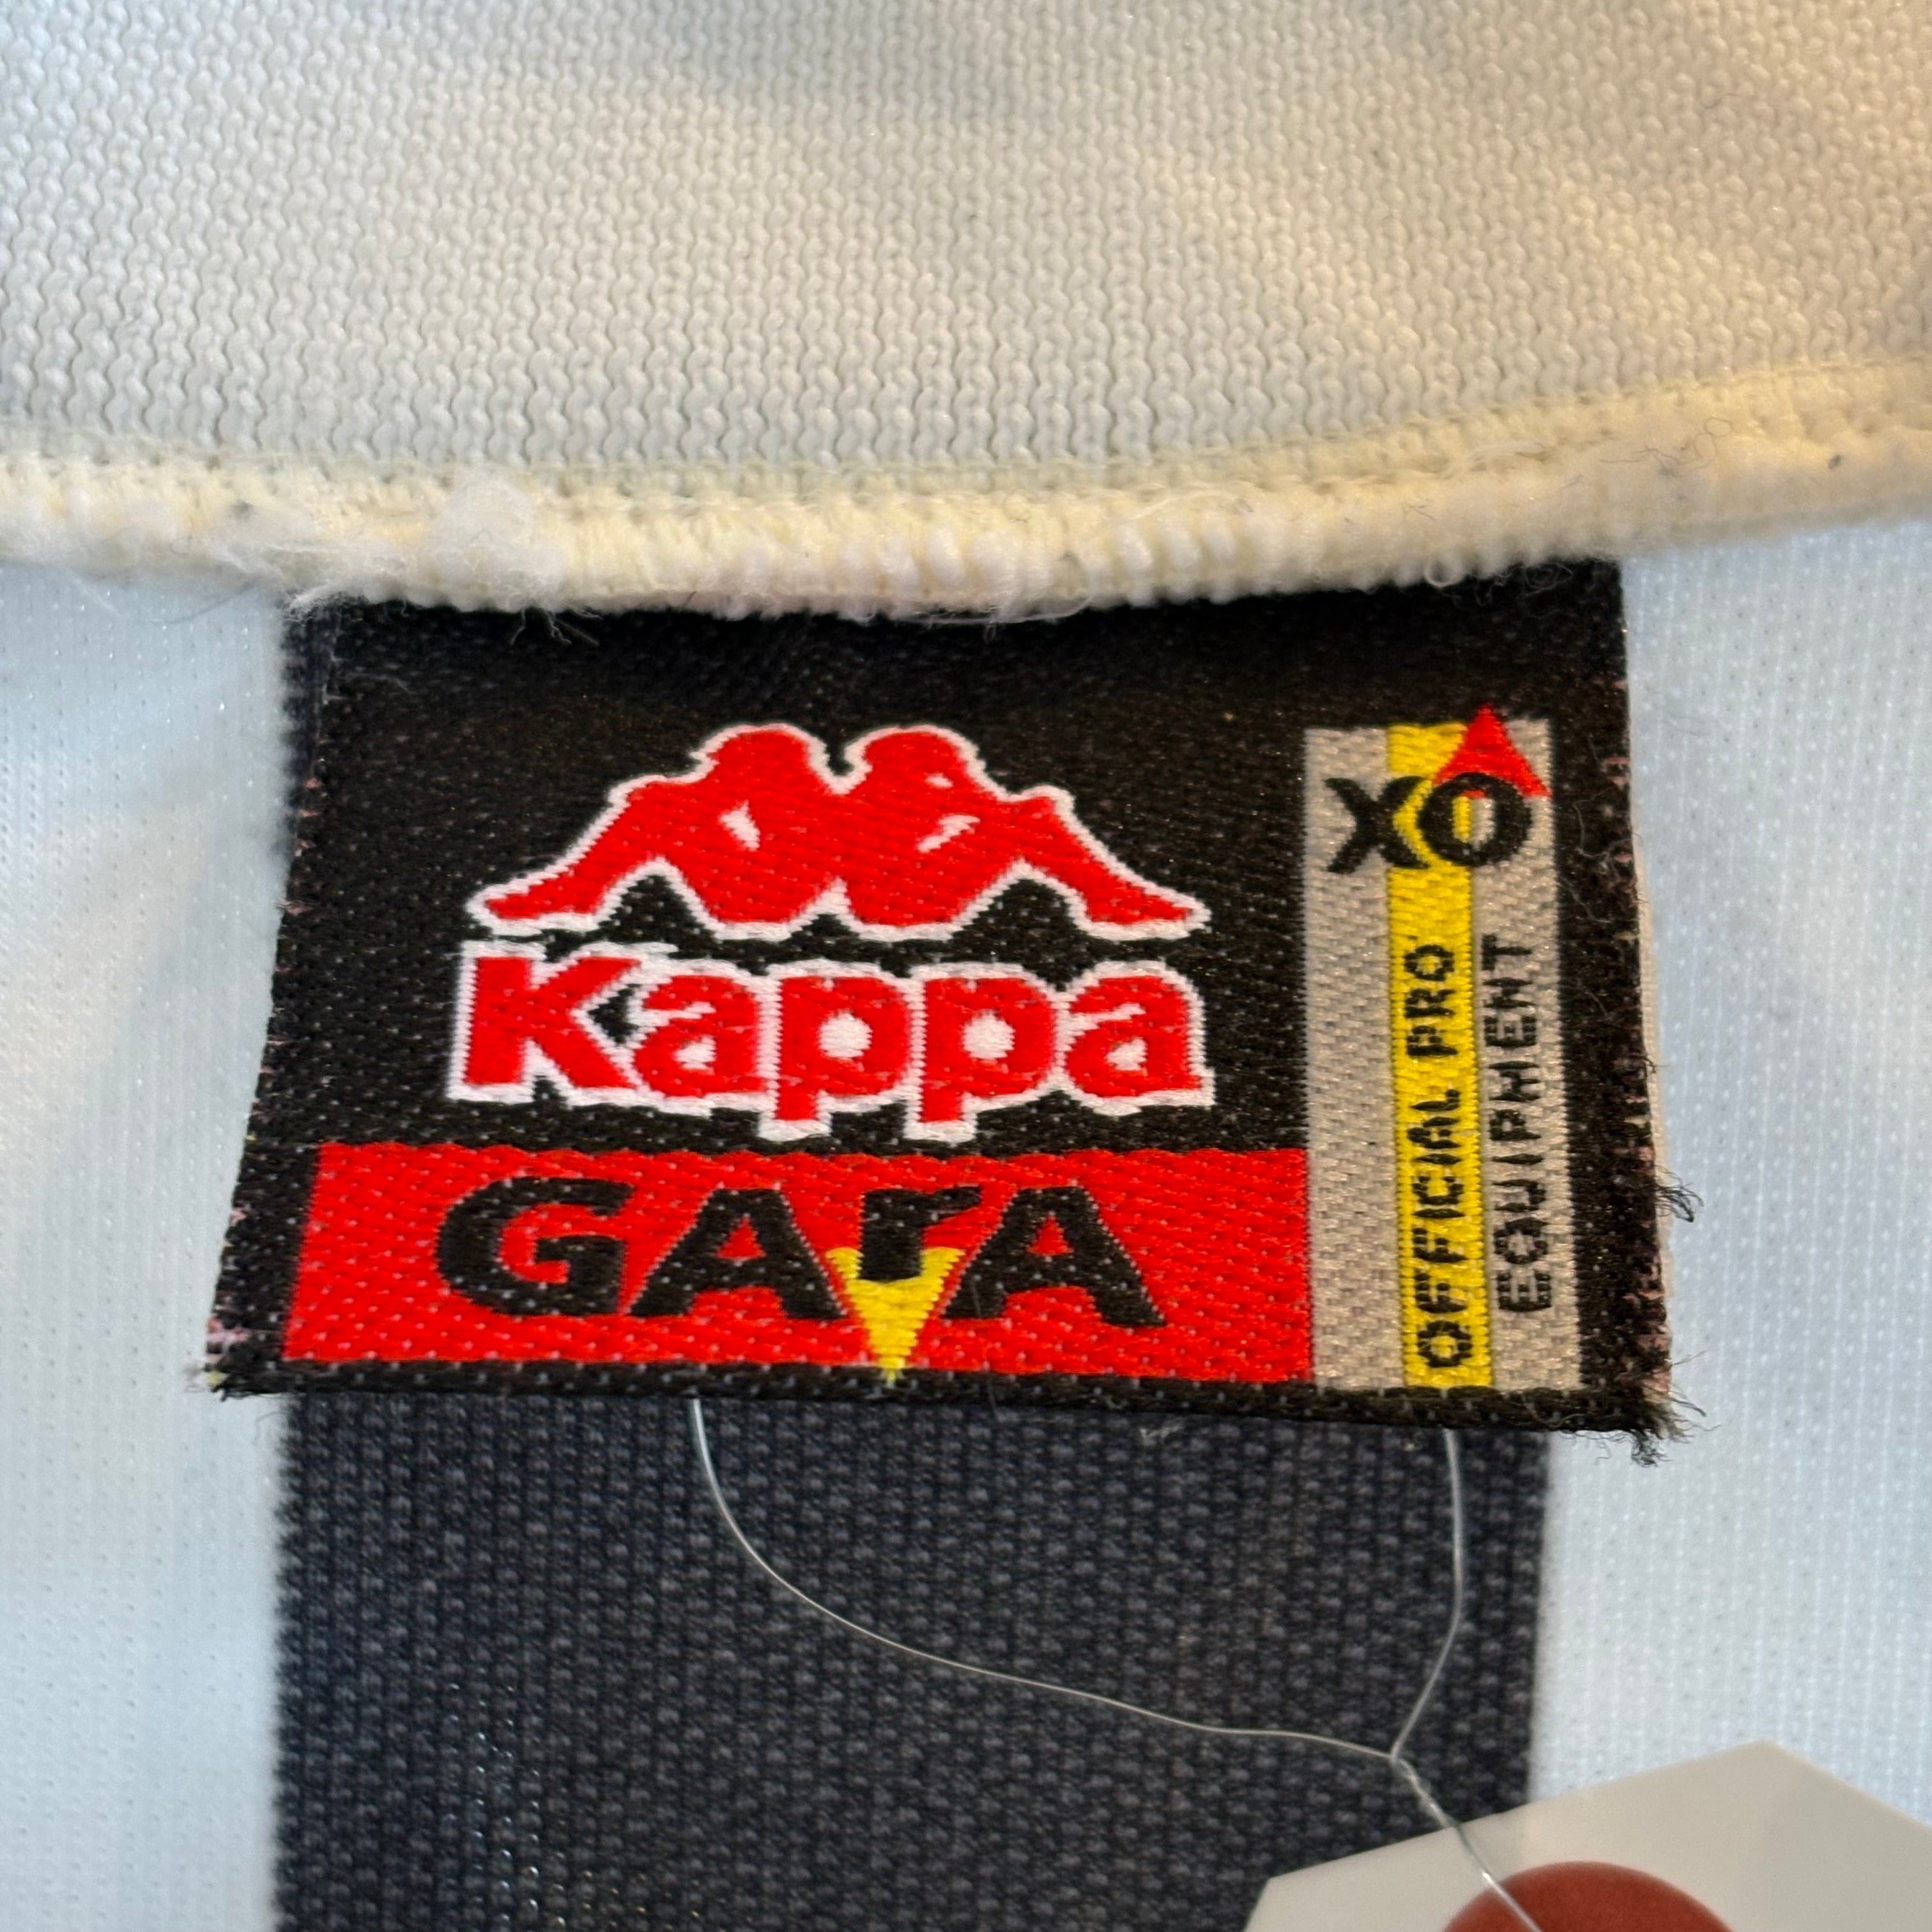 Kappa
GArA
XO
OFFICIAL PRO
EQUIPMENT